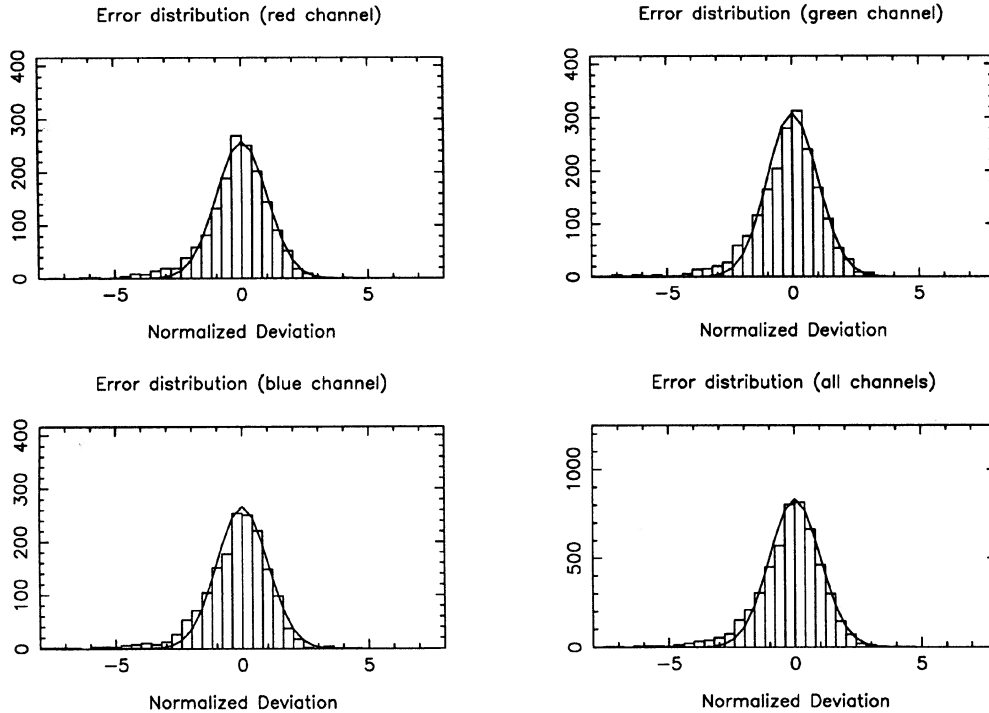 Error distribution (red channel)
400
300
200
100
0
−5 0 5
Normalized Deviation
Error distribution (green channel)
400
300
200
100
0
−5 0 5
Normalized Deviation
Error distribution (blue channel)
400
300
200
100
0
−5 0 5
Normalized Deviation
Error distribution (all channels)
1000
500
0
−5 0 5
Normalized Deviation